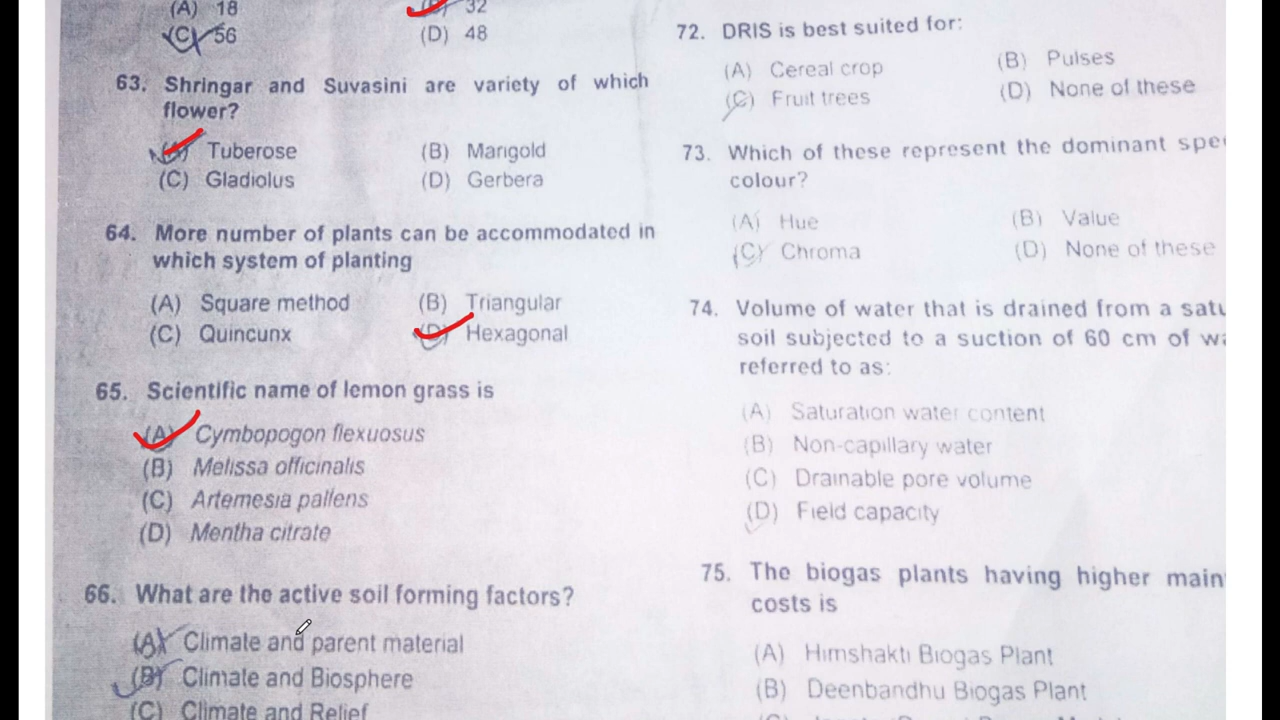 (A) 18
32
(C) 56
(D) 48
63. Shringar and Suvasini are variety of which
flower?
(A) Tuberose
(B) Marigold
(C) Gladiolus
(D) Gerbera
64. More number of plants can be accommodated in
which system of planting
(A) Square method
(B) Triangular
(C) Quincunx
(D) Hexagonal
65. Scientific name of lemon grass is
(A) Cymbopogon flexuosus
(B) Melissa officinalis
(C) Artemesia pallens
(D) Mentha citrate
66. What are the active soil forming factors?
(A) Climate and parent material
(B) Climate and Biosphere
(C) Climate and Relief
72. DRIS is best suited for:
(A) Cereal crop
(B) Pulses
(C) Fruit trees
(D) None of these
73. Which of these represent the dominant spe
colour?
(A) Hue
(B) Value
(C) Chroma
(D) None of these
74. Volume of water that is drained from a satu
soil subjected to a suction of 60 cm of wa
referred to as:
(A) Saturation water content
(B) Non-capillary water
(C) Drainable pore volume
(D) Field capacity
75. The biogas plants having higher main
costs is
(A) Himshakti Biogas Plant
(B) Deenbandhu Biogas Plant